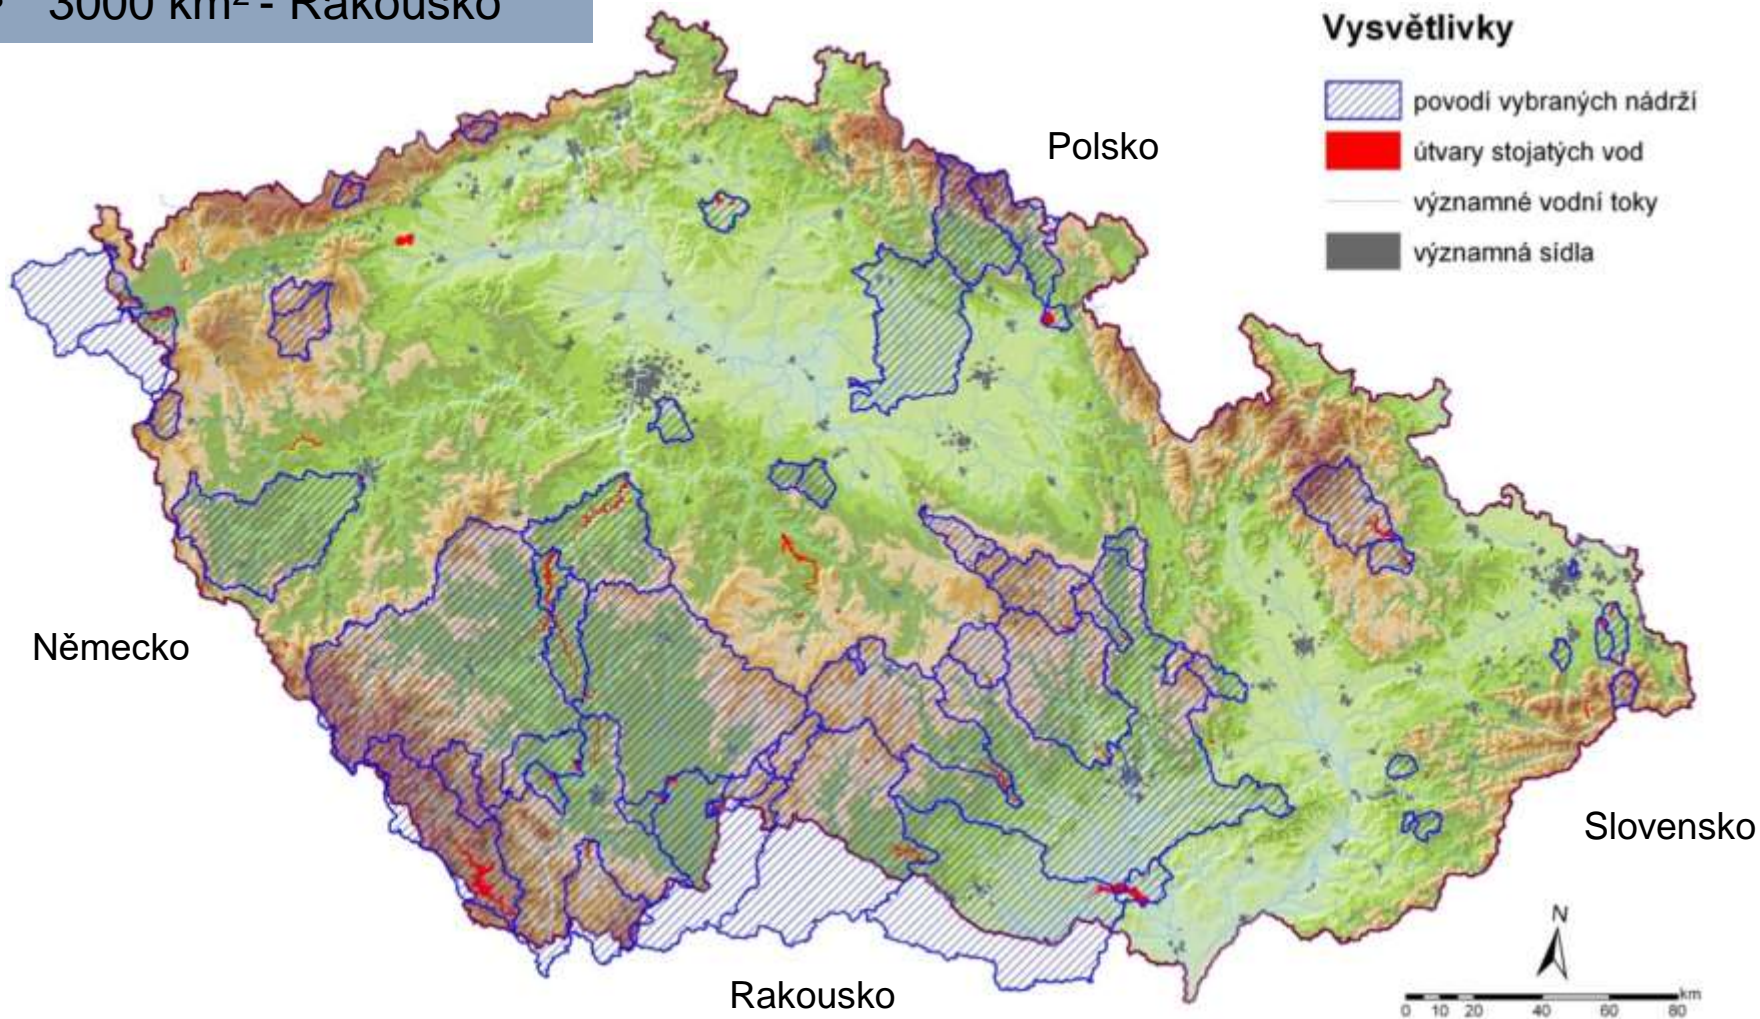 • 3000 km² - Rakousko
Vysvětlivky
povodí vybraných nádrží
útvary stojatých vod
významné vodní toky
významná sídla
Polsko
Německo
Slovensko
Rakousko
N
km
0 10 20 40 60 80